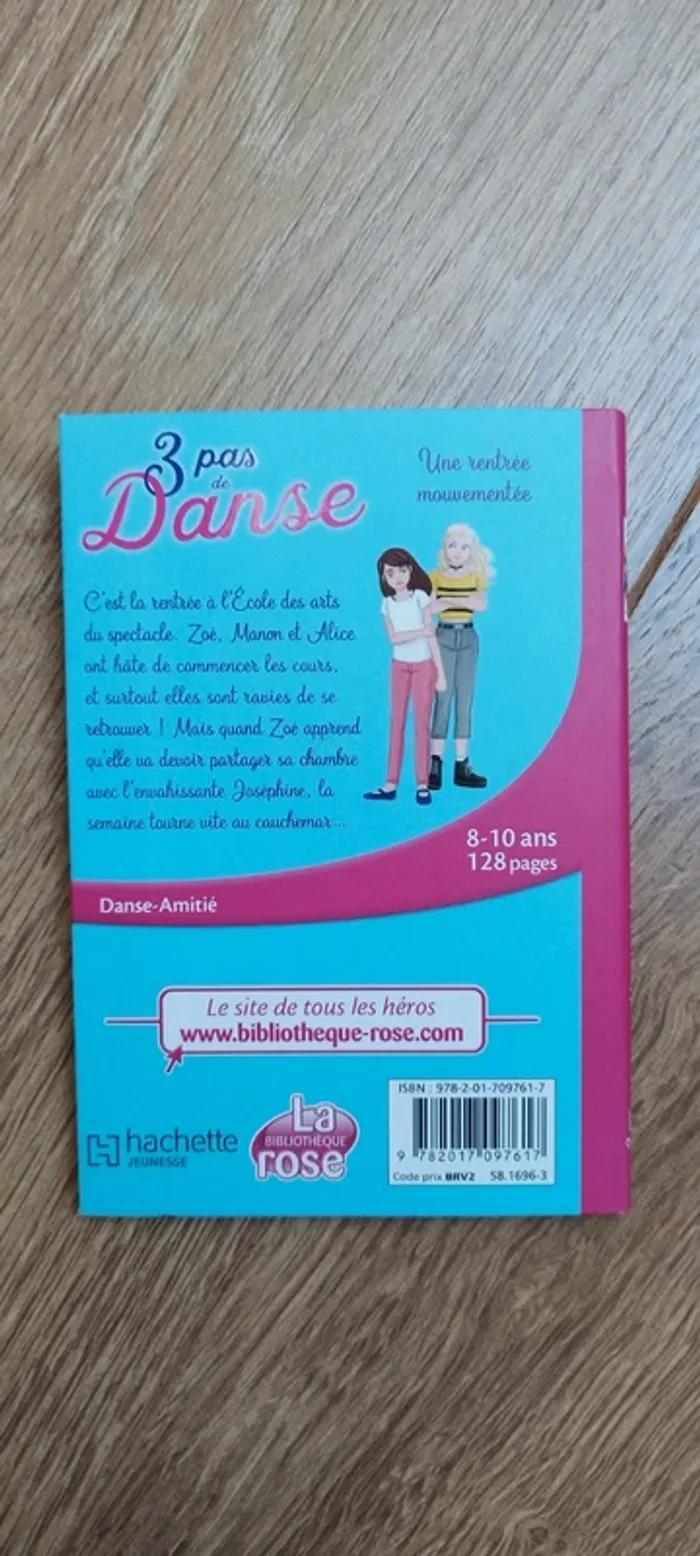 3 pas
de
Danse
Une rentrée
mouvementée
C'est la rentrée à l'École des arts
du spectacle. Zoé, Manon et Alice
ont hâte de commencer les cours,
et surtout elles sont ravies de se
retrouver ! Mais quand Zoé apprend
qu'elle va devoir partager sa chambre
avec l'envahissante Joséphine, la
semaine tourne vite au cauchemar...
8-10 ans
128 pages
Danse-Amitié
Le site de tous les héros
www.bibliotheque-rose.com
hachette
JEUNESSE
La
BIBLIOTHÈQUE
rose
ISBN : 978-2-01-709761-7
9 782017 097617
Code prix BRV2 58.1696-3